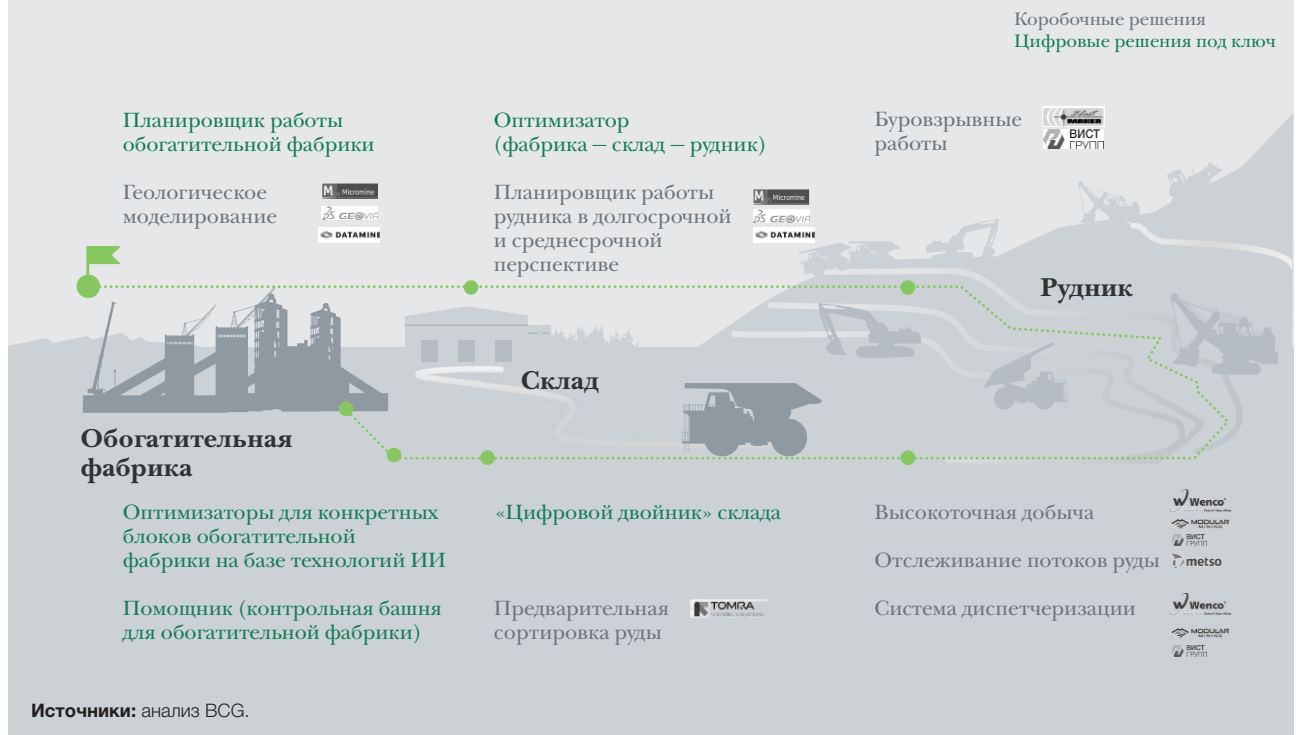 Коробочные решения
Цифровые решения под ключ
Планировщик работы
обогатительной фабрики
Геологическое
моделирование
M Micromine
GEOVIA
DATAMINE
Оптимизатор
(фабрика – склад – рудник)
Планировщик работы
рудника в долгосрочной
и среднесрочной
перспективе
M Micromine
GEOVIA
DATAMINE
Буровзрывные
работы
ВИСТ
ГРУПП
Рудник
Склад
Обогатительная
фабрика
Оптимизаторы для конкретных
блоков обогатительной
фабрики на базе технологий ИИ
Помощник (контрольная башня
для обогатительной фабрики)
«Цифровой двойник» склада
Предварительная
сортировка руды
TOMRA
Высокоточная добыча
Wenco
MODULAR
MINING
ВИСТ
ГРУПП
Отслеживание потоков руды
metso
Система диспетчеризации
Wenco
MODULAR
MINING
ВИСТ
ГРУПП
Источники: анализ BCG.